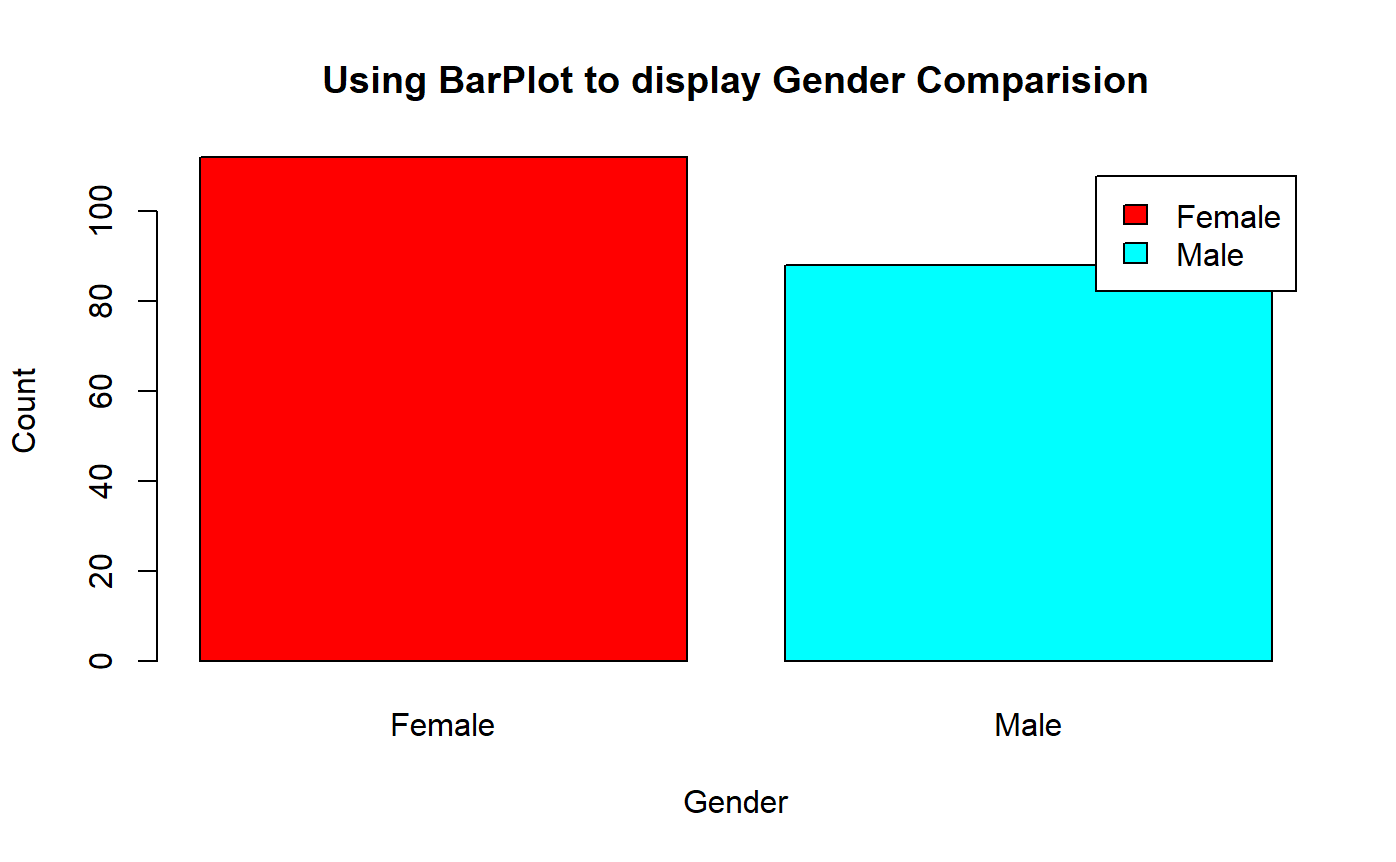 Using BarPlot to display Gender Comparision
Count
100
80
60
40
20
0
Female
Male
Female
Male
Gender